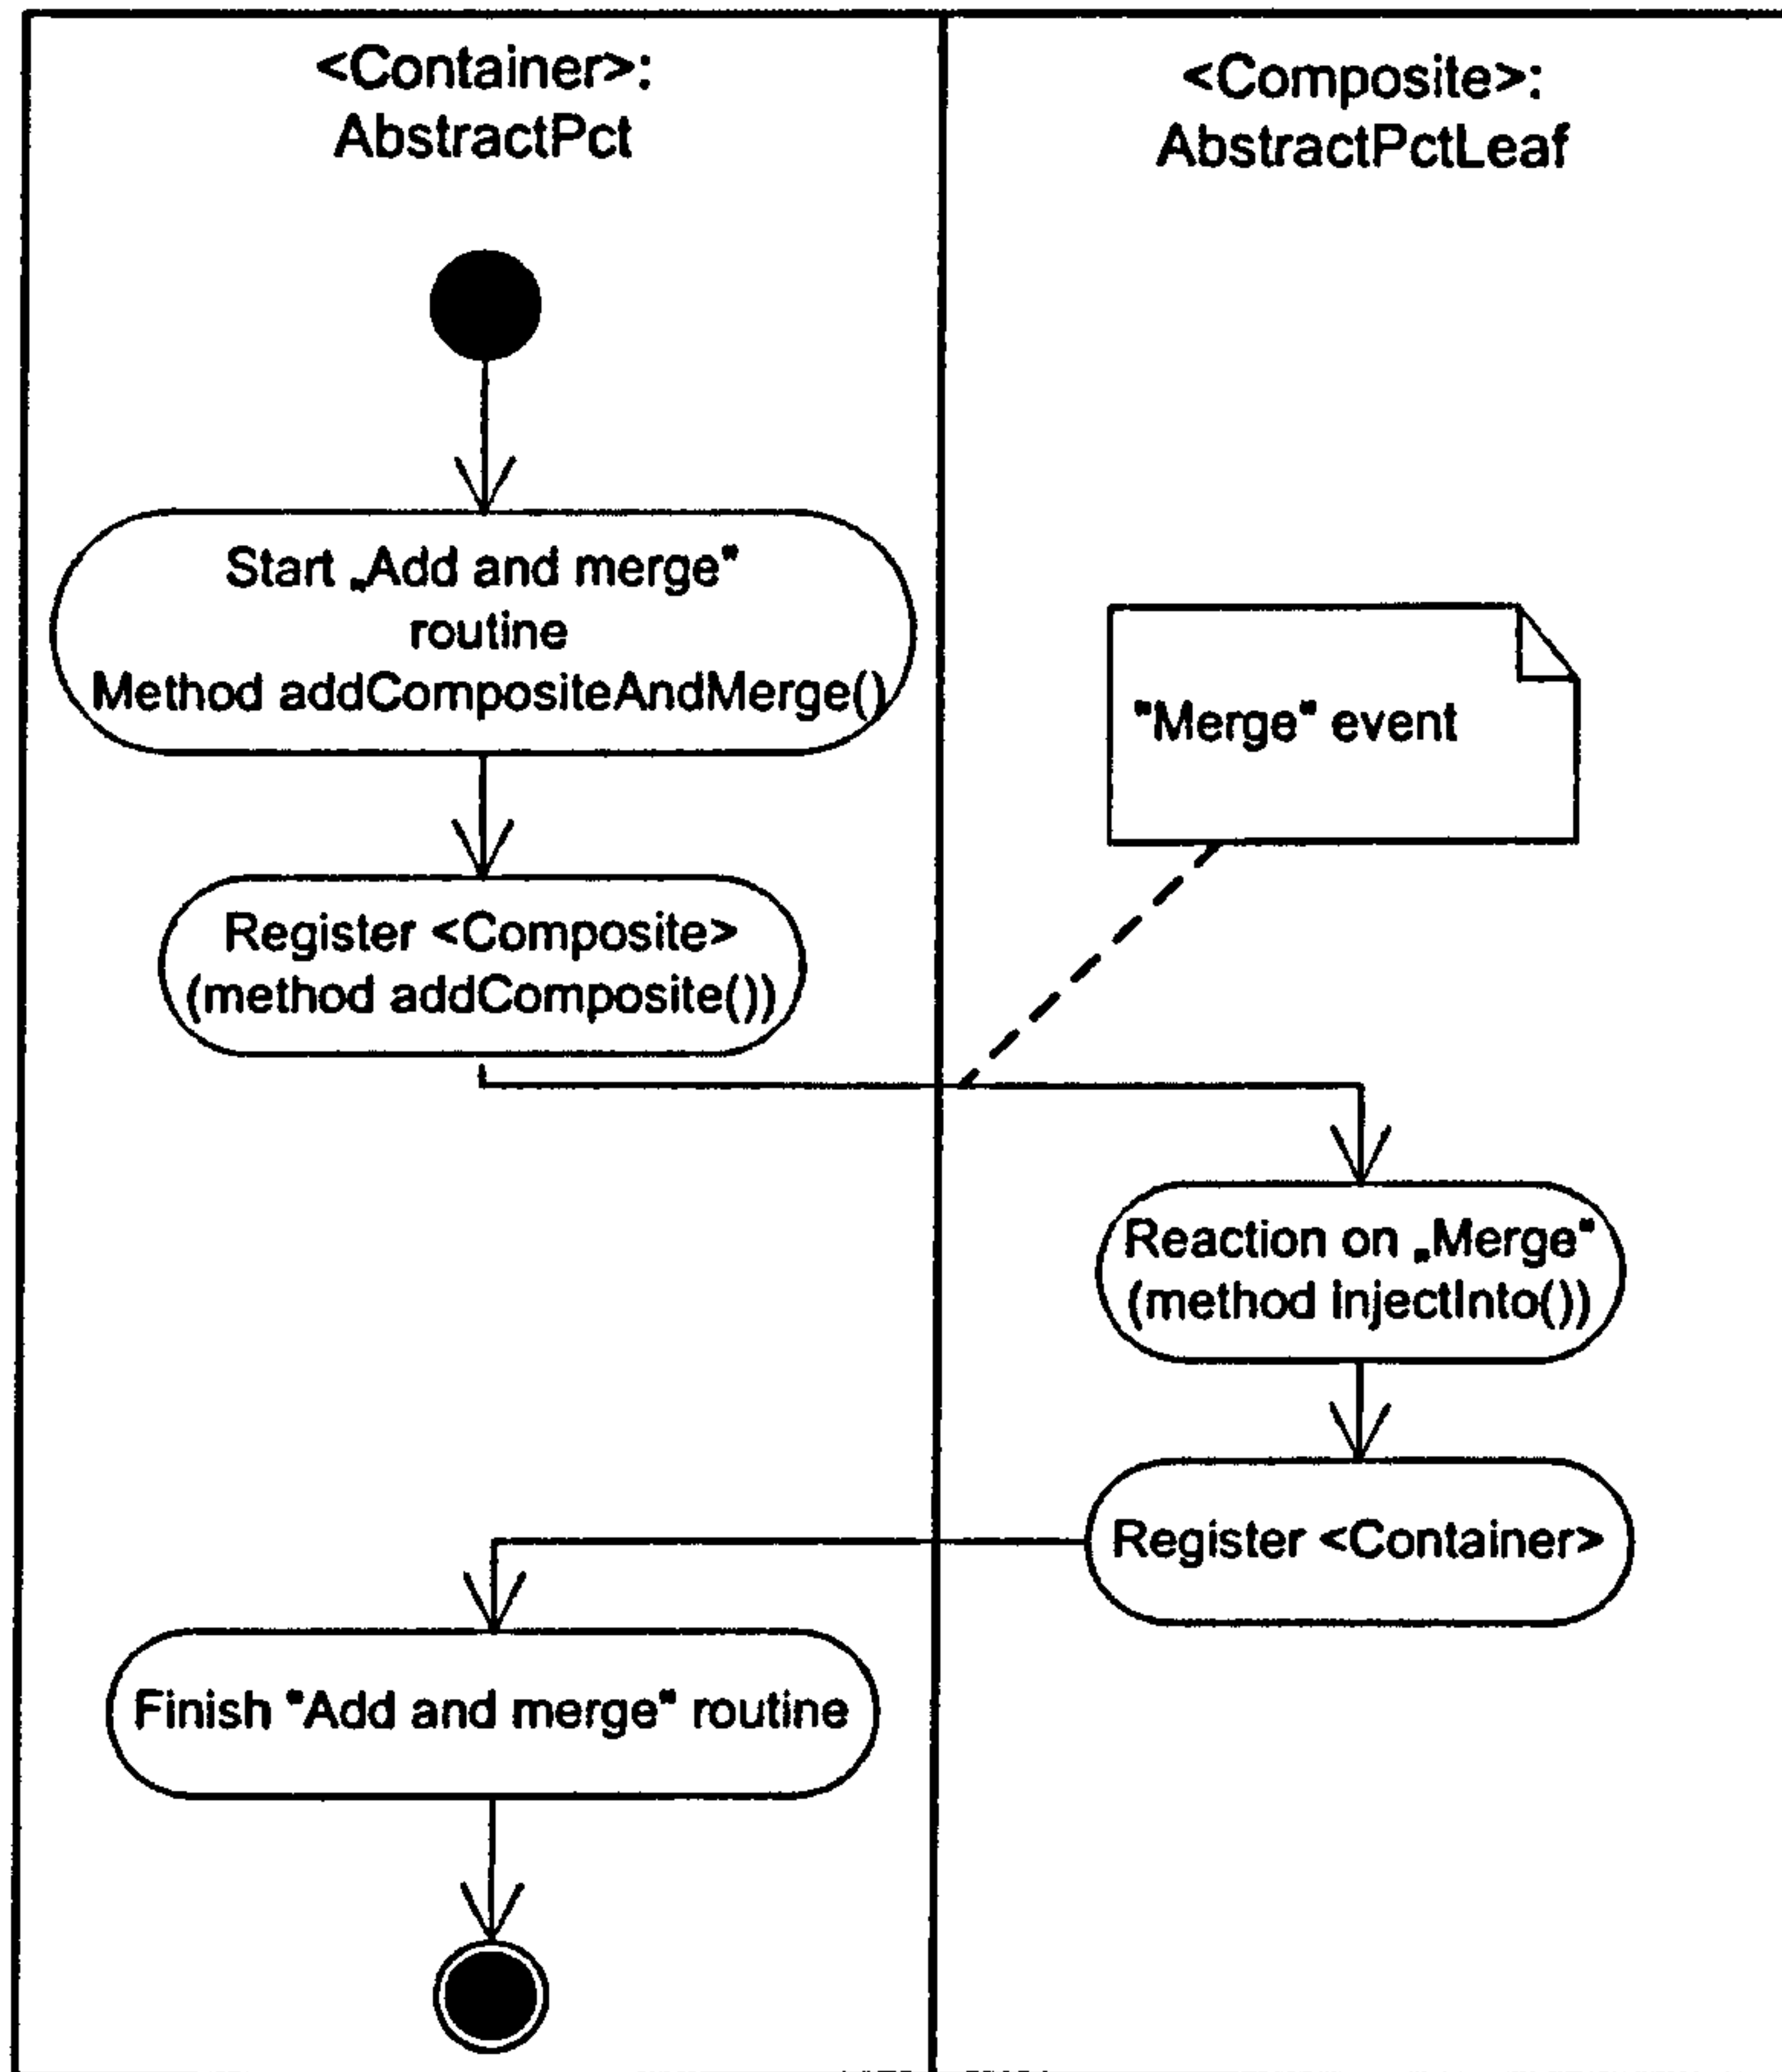 <Container>:
AbstractPct
<Composite>:
AbstractPctLeaf
Start „Add and merge"
routine
Method addCompositeAndMerge()
"Merge" event
Register <Composite>
(method addComposite())
Reaction on „Merge"
(method injectInto())
Register <Container>
Finish "Add and merge" routine